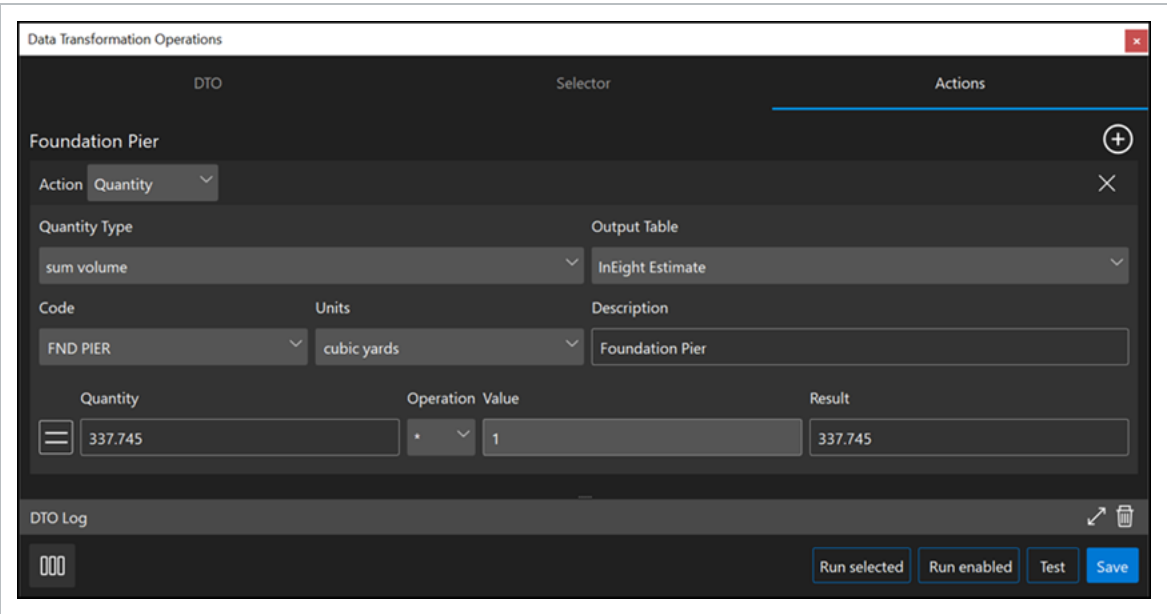 Data Transformation Operations
DTO Selector Actions
Foundation Pier
Action Quantity
Quantity Type Output Table
sum volume InEight Estimate
Code Units Description
FND PIER cubic yards Foundation Pier
Quantity Operation Value Result
337.745 * 1 337.745
DTO Log
Run selected Run enabled Test Save